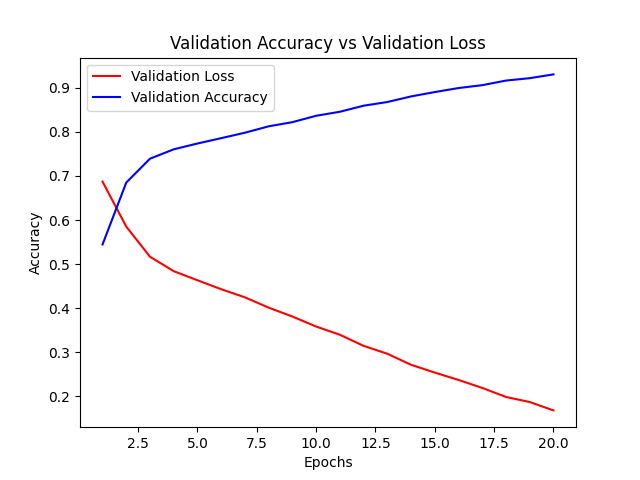 Validation Accuracy vs Validation Loss
Validation Loss
Validation Accuracy
0.9
0.8
0.7
0.6
0.5
0.4
0.3
0.2
Accuracy
2.5 5.0 7.5 10.0 12.5 15.0 17.5 20.0
Epochs